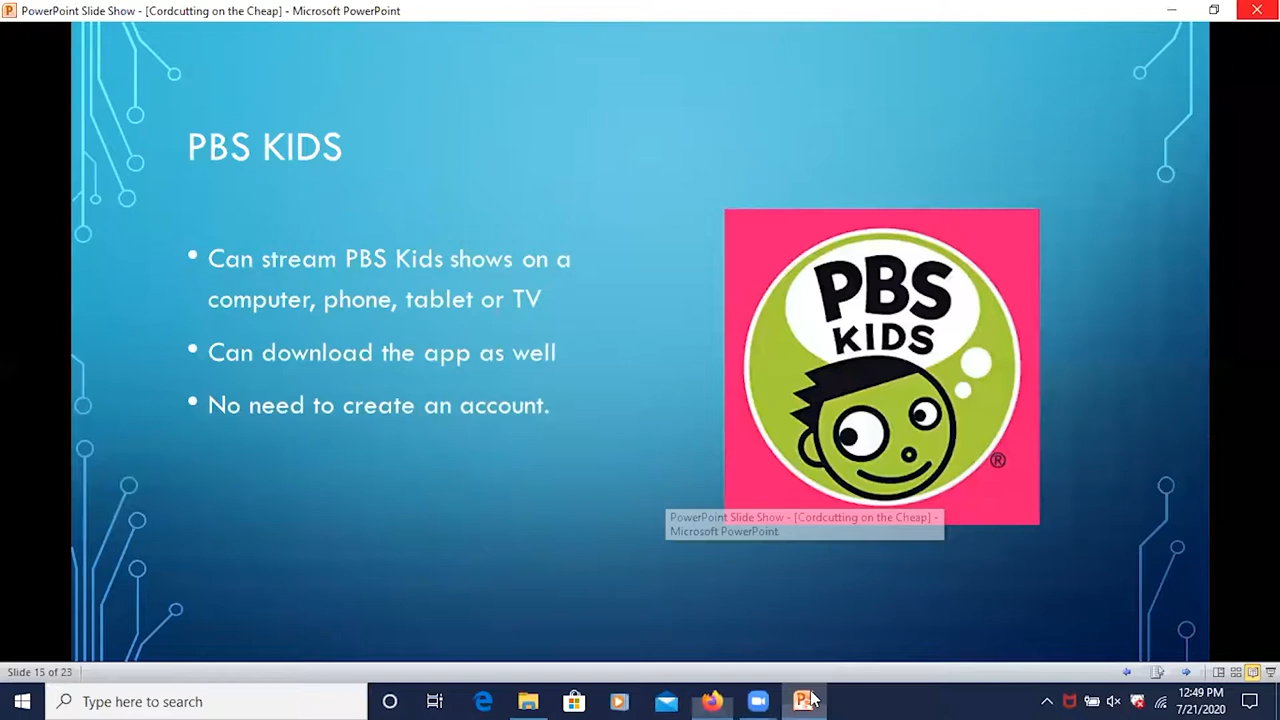 PowerPoint Slide Show - [Cordcutting on the Cheap] - Microsoft PowerPoint
PBS KIDS
• Can stream PBS Kids shows on a
computer, phone, tablet or TV
• Can download the app as well
• No need to create an account.
PBS
KIDS
®
PowerPoint Slide Show - [Cordcutting on the Cheap] -
Microsoft PowerPoint
Slide 15 of 23
Type here to search
12:49 PM
7/21/2020